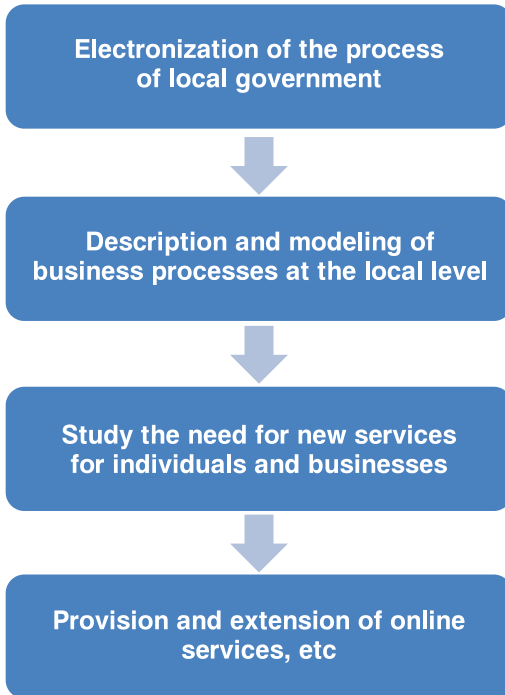 Electronization of the process
of local government
Description and modeling of
business processes at the local level
Study the need for new services
for individuals and businesses
Provision and extension of online
services, etc